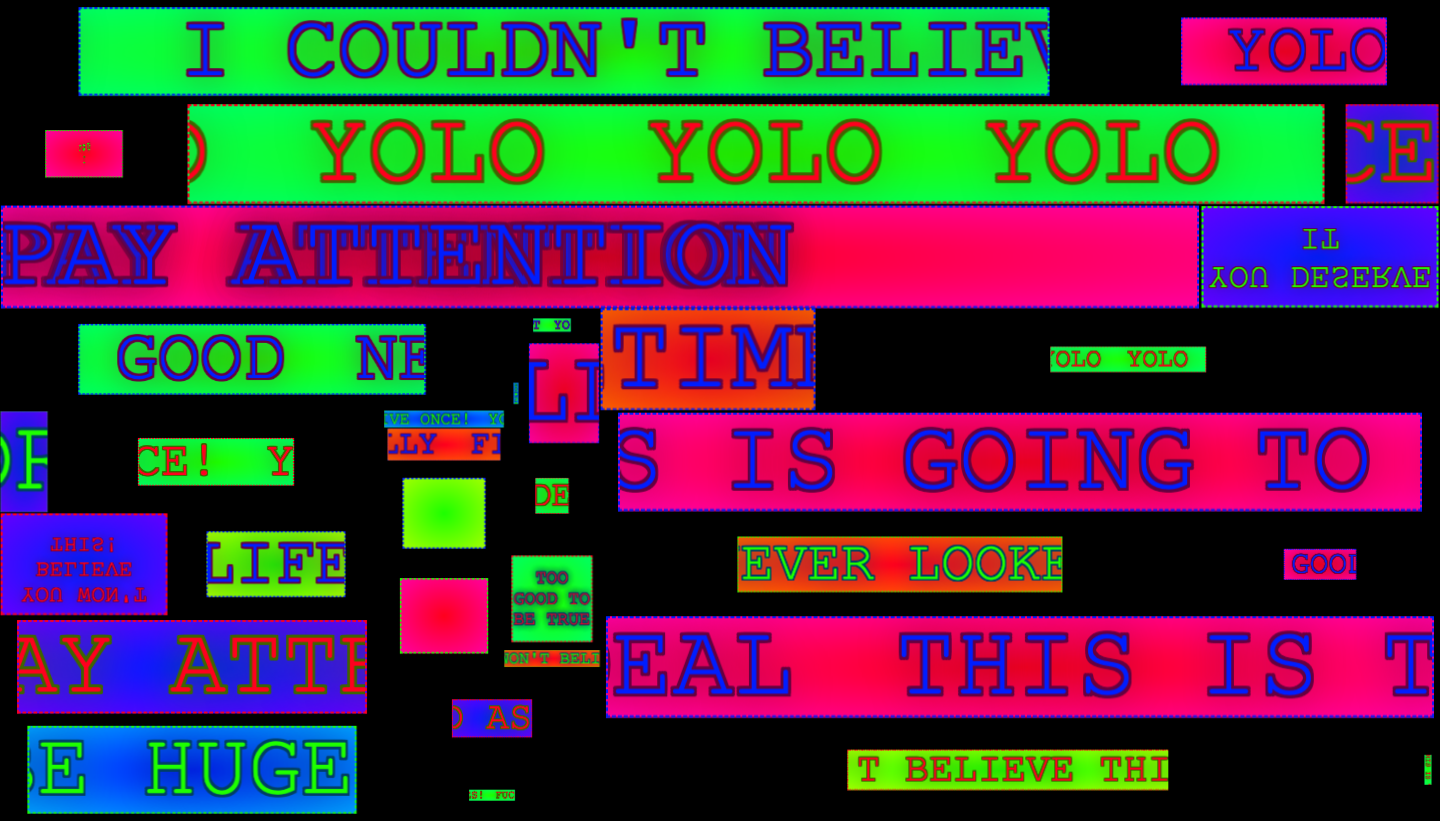 I COULDN'T BELIEV
YOLO
YOLO YOLO YOLO
CE
PAY ATTENTION
YOU DESERVE
IT
GOOD NE
T YO
LI
TIM
YOLO YOLO
VE ONCE! YO
LLY FI
CE! Y
S IS GOING TO
DE
YOU WON'T
BELIEVE
THIS!
LIFE
EVER LOOKE
GOOD
TOO
GOOD TO
BE TRUE
WON'T BELI
AY ATTE
EAL THIS IS T
O AS
E HUGE
T BELIEVE THI
S! FUC